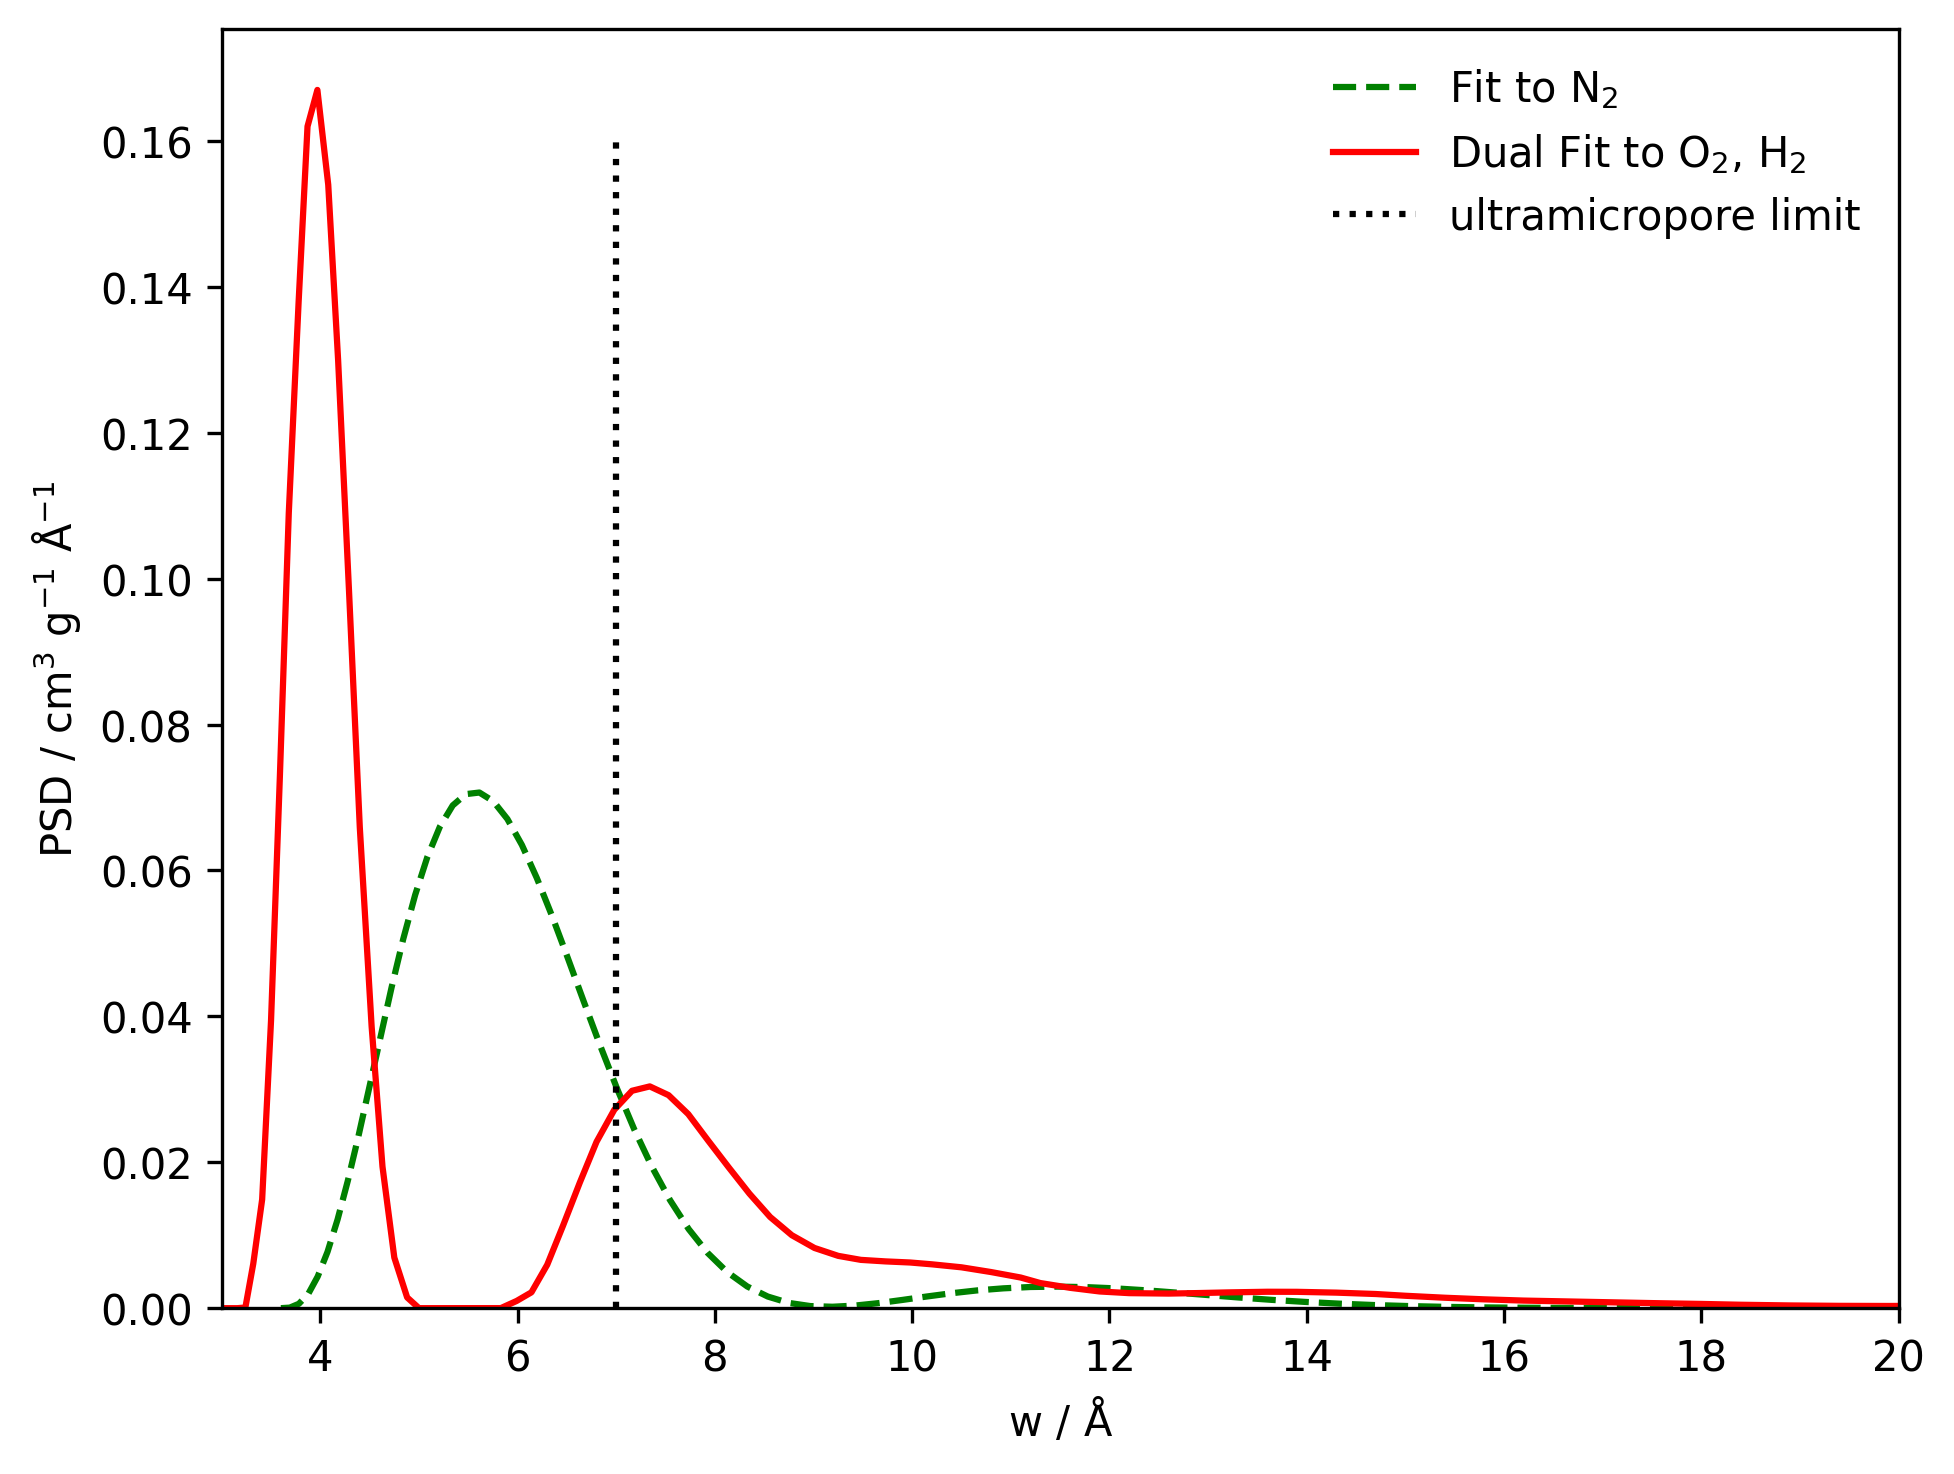 Fit to N₂
Dual Fit to O₂, H₂
ultramicropore limit
PSD / cm³ g⁻¹ Å⁻¹
0.16
0.14
0.12
0.10
0.08
0.06
0.04
0.02
0.00
4 6 8 10 12 14 16 18 20
w / Å